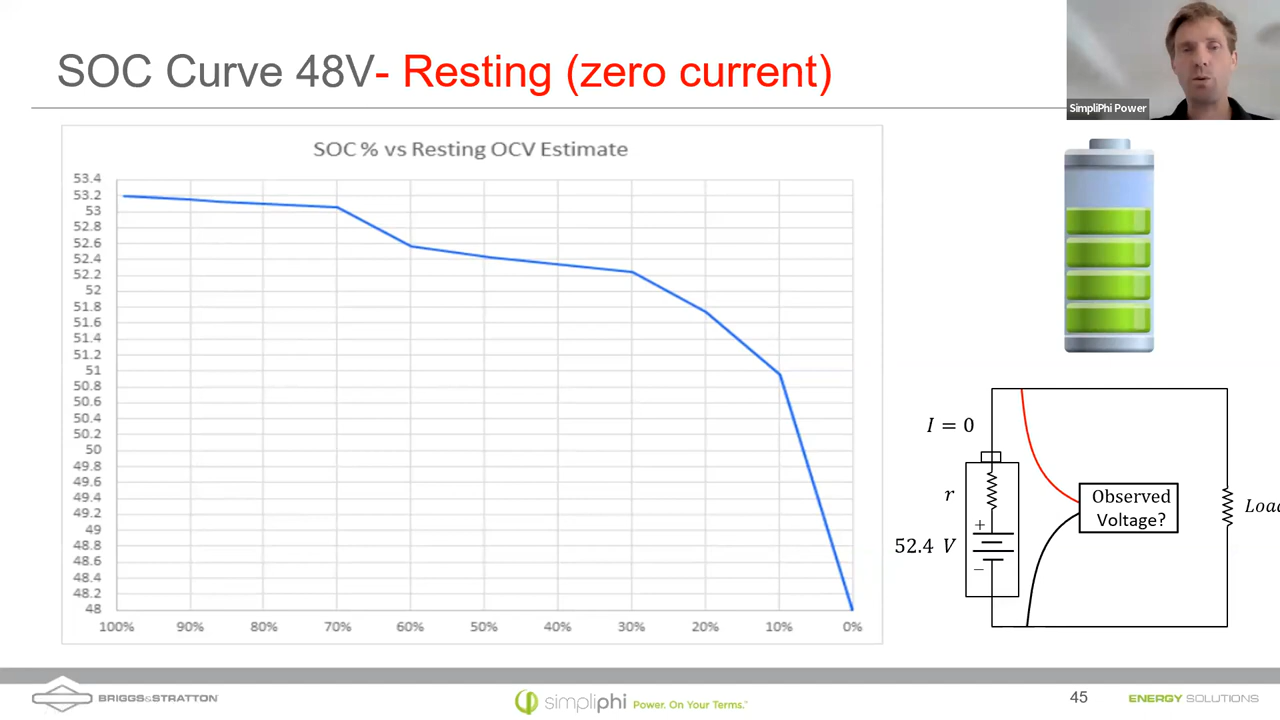 SOC Curve 48V- Resting (zero current)
SimpliPhi Power
SOC % vs Resting OCV Estimate
53.4
53.2
53
52.8
52.6
52.4
52.2
52
51.8
51.6
51.4
51.2
51
50.8
50.6
50.4
50.2
50
49.8
49.6
49.4
49.2
49
48.8
48.6
48.4
48.2
48
100% 90% 80% 70% 60% 50% 40% 30% 20% 10% 0%
I = 0
r
+
52.4 V
−
Observed
Voltage?
Loa
BRIGGS&STRATTON
simpliphi Power. On Your Terms.™
45
ENERGY SOLUTIONS